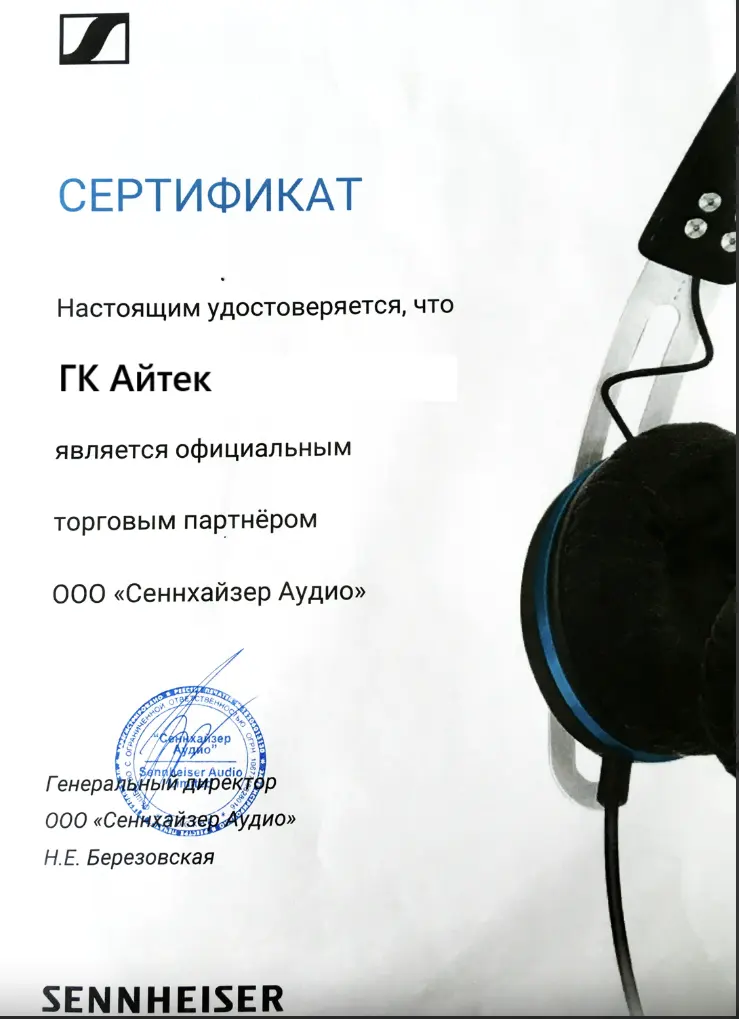 СЕРТИФИКАТ
Настоящим удостоверяется, что
ГК Айтек
является официальным
торговым партнёром
ООО «Сеннхайзер Аудио»
"Сеннхайзер
Аудио"
Sennheiser Audio
Генеральный директор
ООО «Сеннхайзер Аудио»
Н.Е. Березовская
SENNHEISER